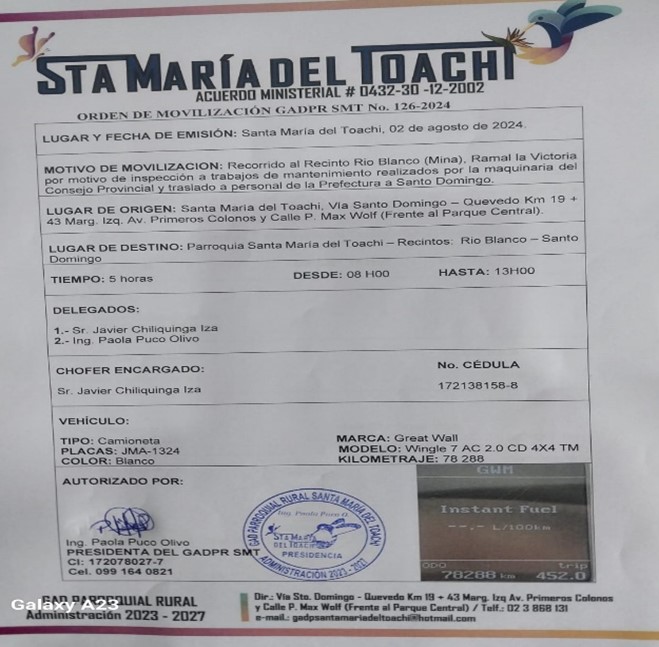 STA MARÍA DEL TOACHI
ACUERDO MINISTERIAL # 0432-30 -12-2002
ORDEN DE MOVILIZACIÓN GADPR SMT No. 126-2024
LUGAR Y FECHA DE EMISIÓN: Santa María del Toachi, 02 de agosto de 2024.
MOTIVO DE MOVILIZACION: Recorrido al Recinto Rio Blanco (Mina), Ramal la Victoria
por motivo de inspección a trabajos de mantenimiento realizados por la maquinaria del
Consejo Provincial y traslado a personal de la Prefectura a Santo Domingo.
LUGAR DE ORIGEN: Santa María del Toachi, Vía Santo Domingo – Quevedo Km 19 +
43 Marg. Izq. Av. Primeros Colonos y Calle P. Max Wolf (Frente al Parque Central).
LUGAR DE DESTINO: Parroquia Santa María del Toachi – Recintos: Rio Blanco – Santo
Domingo
TIEMPO: 5 horas DESDE: 08 H00 HASTA: 13H00
DELEGADOS:
1.- Sr. Javier Chiliquinga Iza
2.- Ing. Paola Puco Olivo
CHOFER ENCARGADO: No. CÉDULA
Sr. Javier Chiliquinga Iza 172138158-8
VEHÍCULO:
TIPO: Camioneta MARCA: Great Wall
PLACAS: JMA-1324 MODELO: Wingle 7 AC 2.0 CD 4X4 TM
COLOR: Blanco KILOMETRAJE: 78 288
AUTORIZADO POR:
GWM
Instant Fuel
--.- L/100km
ODO trip
78288 km 452.0
GAD PARROQUIAL RURAL SANTA MARÍA DEL TOACHI
Ing. Paola Puco O.
STA MARÍA
DEL TOACHI
PRESIDENCIA
ADMINISTRACIÓN 2023 - 2027
Ing. Paola Puco Olivo
PRESIDENTA DEL GADPR SMT
CI: 172078027-7
Cel. 099 164 0821
GAD PARROQUIAL RURAL
Administración 2023 - 2027
Dir.: Vía Sto. Domingo - Quevedo Km 19 + 43 Marg. Izq Av. Primeros Colonos
y Calle P. Max Wolf (Frente al Parque Central) / Telf.: 02 3 868 131
e-mail.: gadpsantamariadeltoachi@hotmail.com
Galaxy A23